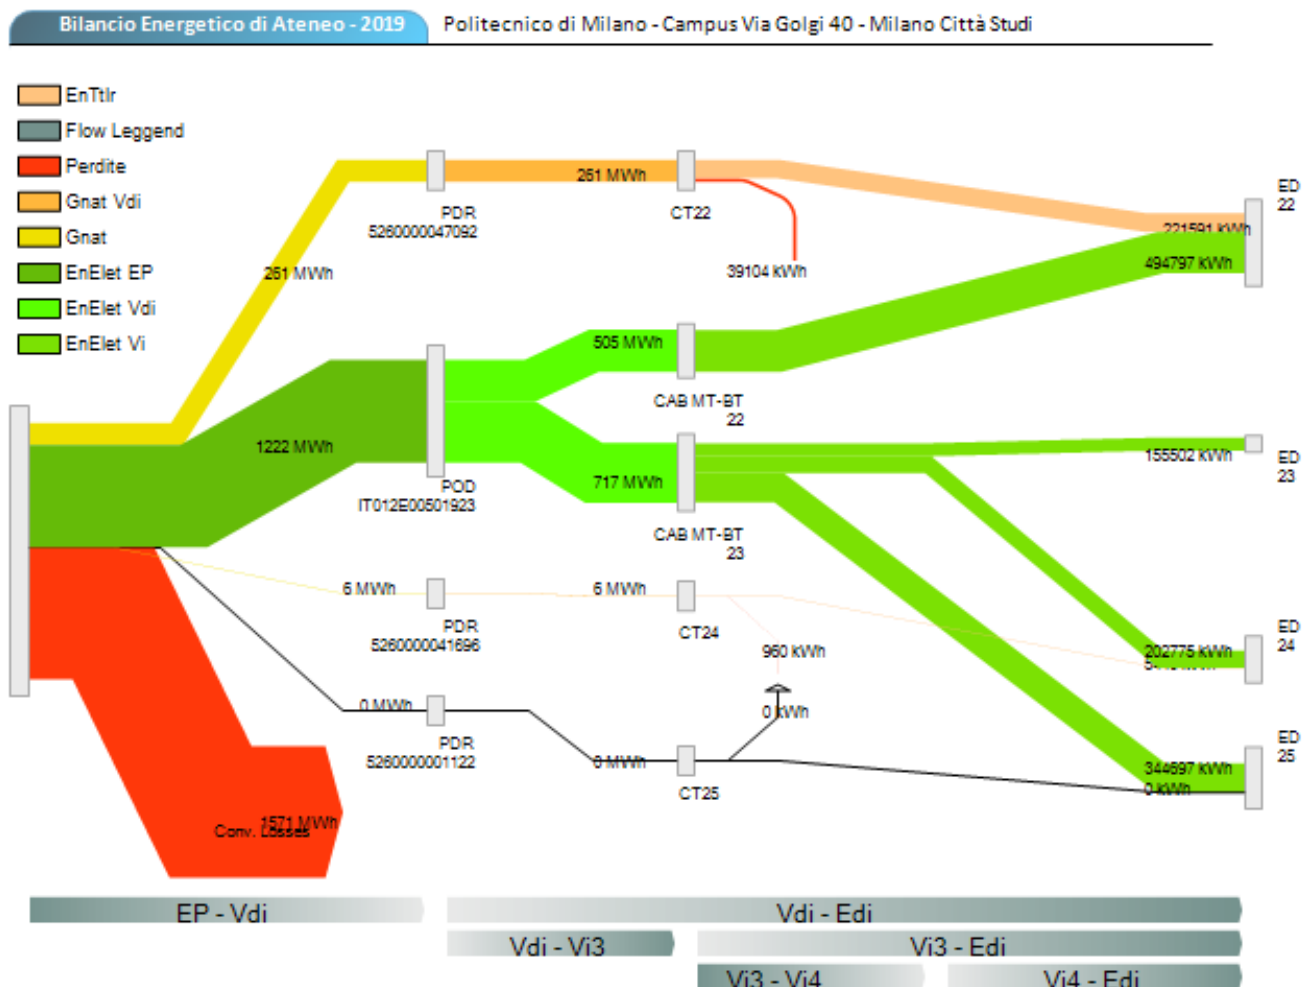 Bilancio Energetico di Ateneo - 2019
Politecnico di Milano - Campus Via Golgi 40 - Milano Città Studi
EnTtlr
Flow Leggend
Perdite
Gnat Vdi
Gnat
EnElet EP
EnElet Vdi
EnElet Vi
261 MWh
PDR
5260000047092
261 MWh
CT22
39104 kWh
221591 kWh
494797 kWh
ED
22
1222 MWh
POD
IT012E00501923
505 MWh
CAB MT-BT
22
717 MWh
CAB MT-BT
23
155502 kWh
ED
23
6 MWh
PDR
5260000041696
6 MWh
CT24
960 kWh
202775 kWh
ED
24
0 MWh
PDR
5260000001122
0 MWh
CT25
0 kWh
344697 kWh
0 kWh
ED
25
1571 MWh
Conv. Losses
EP - Vdi
Vdi - Edi
Vdi - Vi3
Vi3 - Edi
Vi3 - Vi4
Vi4 - Edi